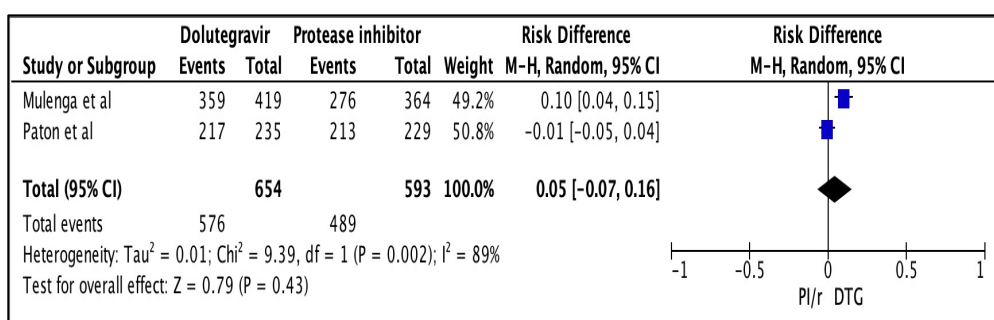 Dolutegravir Protease inhibitor Risk Difference Risk Difference
Study or Subgroup Events Total Events Total Weight M-H, Random, 95% CI M-H, Random, 95% CI
Mulenga et al 359 419 276 364 49.2% 0.10 [0.04, 0.15]
Paton et al 217 235 213 229 50.8% -0.01 [-0.05, 0.04]
Total (95% CI) 654 593 100.0% 0.05 [-0.07, 0.16]
Total events 576 489
Heterogeneity: Tau² = 0.01; Chi² = 9.39, df = 1 (P = 0.002); I² = 89%
Test for overall effect: Z = 0.79 (P = 0.43)
-1 -0.5 0 0.5 1
PI/r DTG